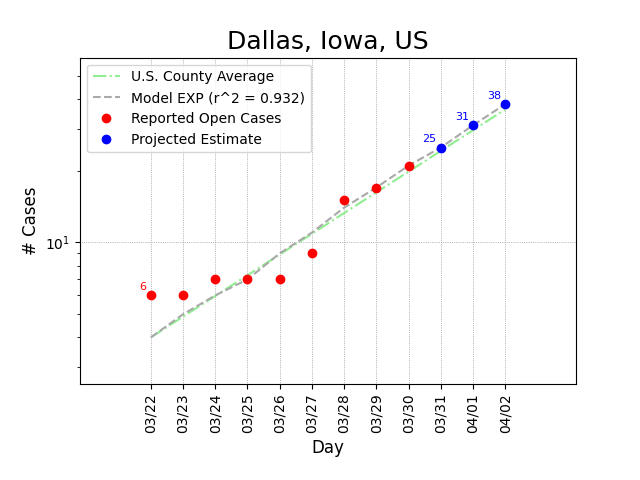 Dallas, Iowa, US
U.S. County Average
Model EXP (r^2 = 0.932)
Reported Open Cases
Projected Estimate
38
31
25
6
# Cases
10^1
03/22
03/23
03/24
03/25
03/26
03/27
03/28
03/29
03/30
03/31
04/01
04/02
Day